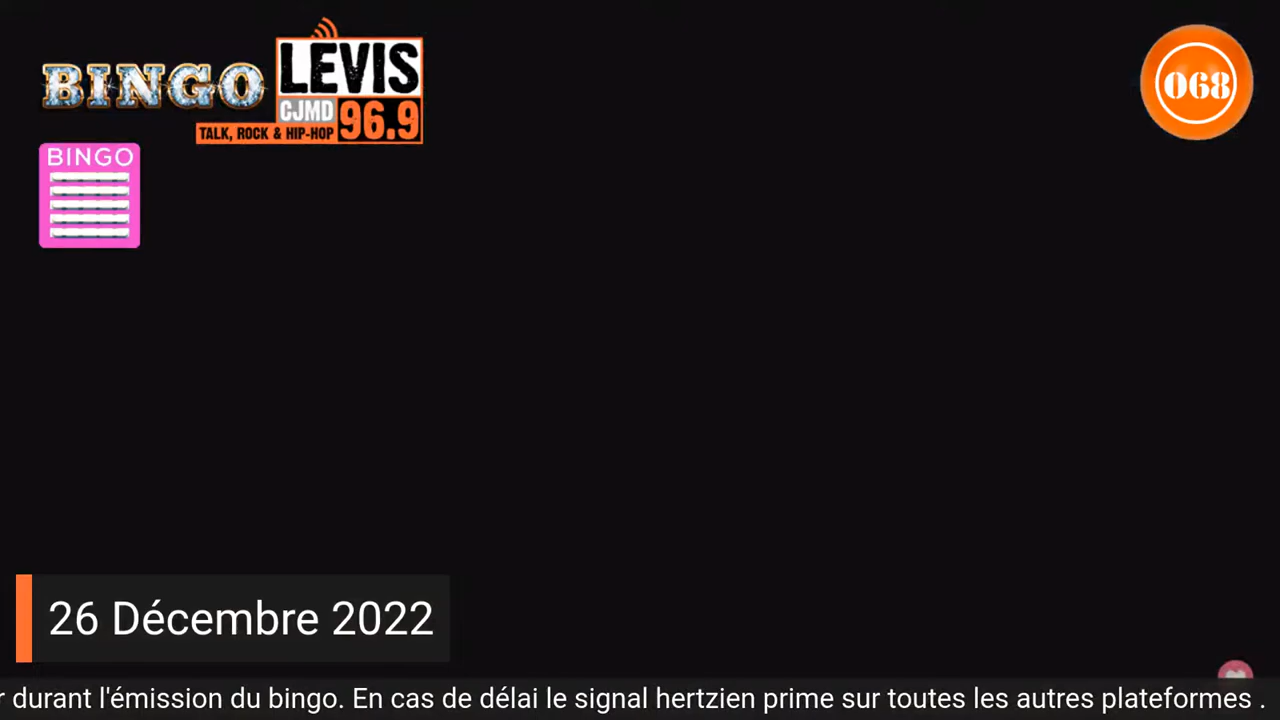 BINGO
LEVIS
CJMD
96.9
TALK, ROCK & HIP-HOP
068
BINGO
26 Décembre 2022
r durant l'émission du bingo. En cas de délai le signal hertzien prime sur toutes les autres plateformes .